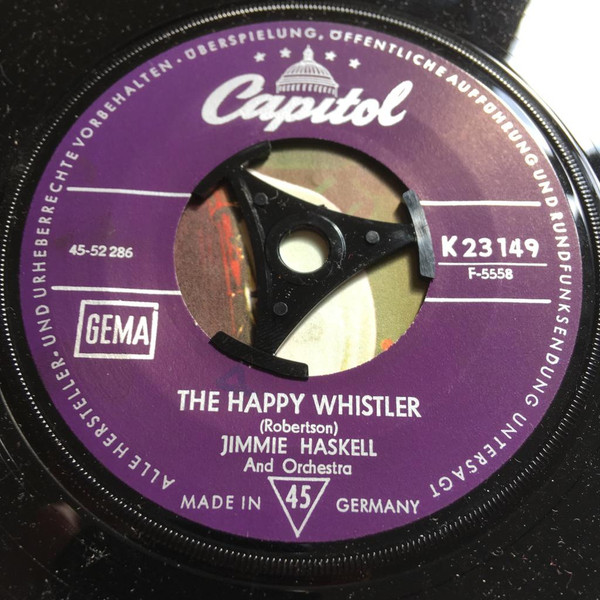 ALLE HERSTELLER- UND URHEBERRECHTE VORBEHALTEN · ÜBERSPIELUNG, ÖFFENTLICHE AUFFÜHRUNG UND RUNDFUNKSENDUNG UNTERSAGT
Capitol
45-52 286
K 23 149
F-5558
GEMA
THE HAPPY WHISTLER
(Robertson)
JIMMIE HASKELL
And Orchestra
MADE IN 45 GERMANY